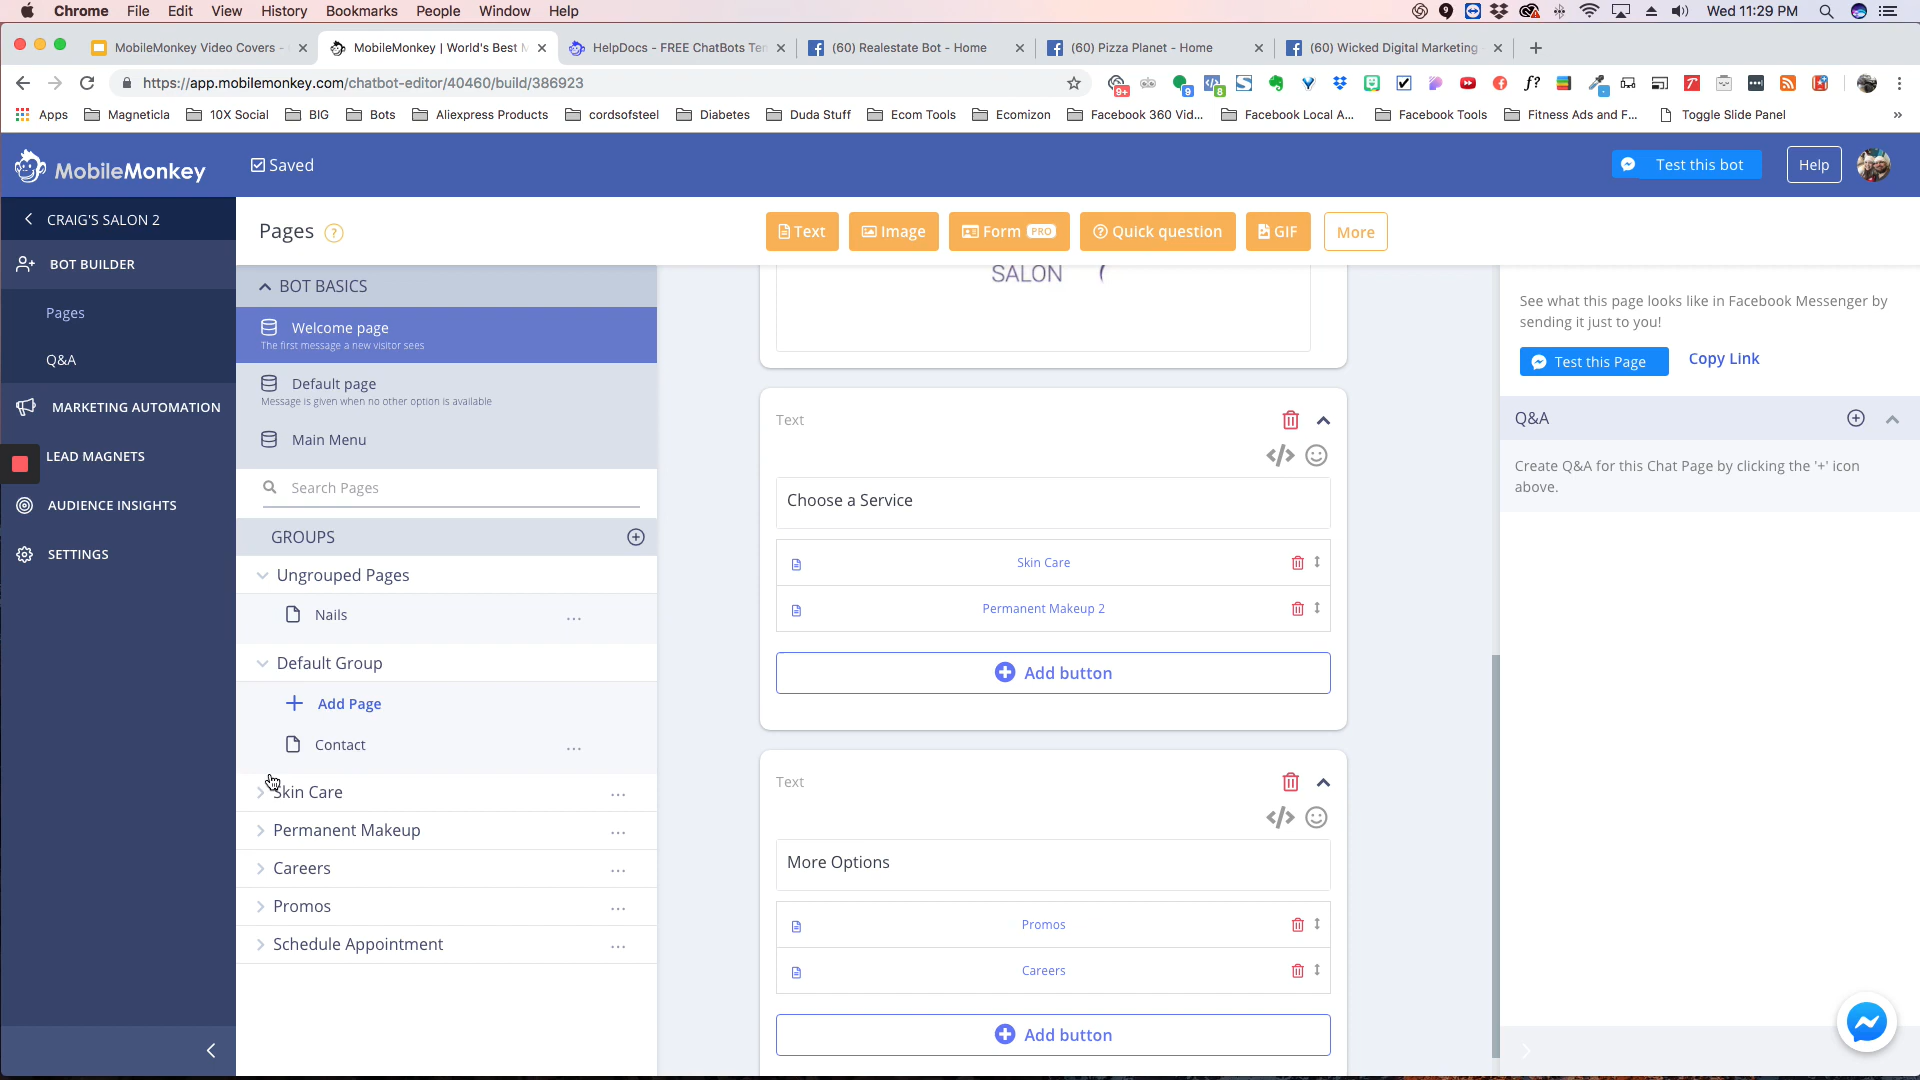 Chrome File Edit View History Bookmarks People Window Help
Wed 11:29 PM
MobileMonkey Video Covers -
MobileMonkey | World's Best M
HelpDocs - FREE ChatBots Ten
(60) Realestate Bot - Home
(60) Pizza Planet - Home
(60) Wicked Digital Marketing
https://app.mobilemonkey.com/chatbot-editor/40460/build/386923
9+
9
8
f?
Apps Magneticla 10X Social BIG Bots Aliexpress Products cordsofsteel Diabetes Duda Stuff Ecom Tools Ecomizon Facebook 360 Vid... Facebook Local A... Facebook Tools Fitness Ads and F... Toggle Slide Panel »
MobileMonkey
Saved
Test this bot
Help
CRAIG'S SALON 2
BOT BUILDER
Pages
Q&A
MARKETING AUTOMATION
LEAD MAGNETS
AUDIENCE INSIGHTS
SETTINGS
Pages ?
Text
Image
Form PRO
Quick question
GIF
More
BOT BASICS
Welcome page
The first message a new visitor sees
Default page
Message is given when no other option is available
Main Menu
Search Pages
GROUPS
Ungrouped Pages
Nails ...
Default Group
Add Page
Contact ...
Skin Care ...
Permanent Makeup ...
Careers ...
Promos ...
Schedule Appointment ...
SALON
Text
Choose a Service
Skin Care
Permanent Makeup 2
Add button
Text
More Options
Promos
Careers
Add button
See what this page looks like in Facebook Messenger by
sending it just to you!
Test this Page
Copy Link
Q&A
Create Q&A for this Chat Page by clicking the '+' icon
above.